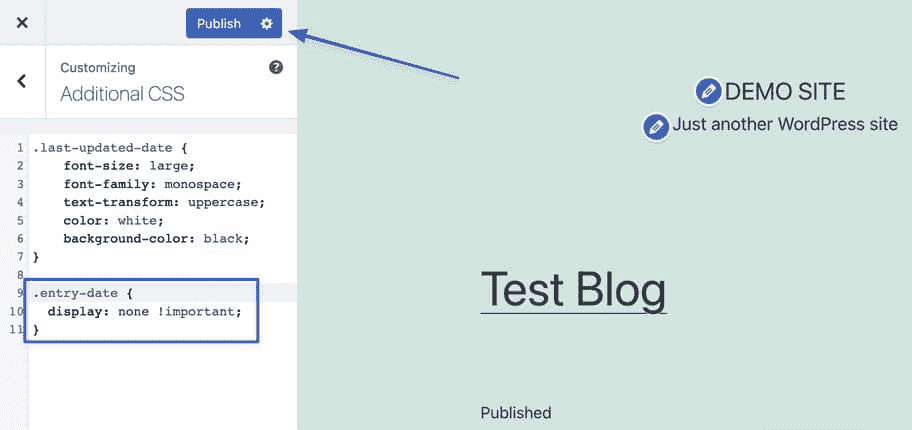 Publish
Customizing
Additional CSS
1 .last-updated-date {
2 font-size: large;
3 font-family: monospace;
4 text-transform: uppercase;
5 color: white;
6 background-color: black;
7 }
8
9 .entry-date {
10 display: none !important;
11 }
DEMO SITE
Just another WordPress site
Test Blog
Published